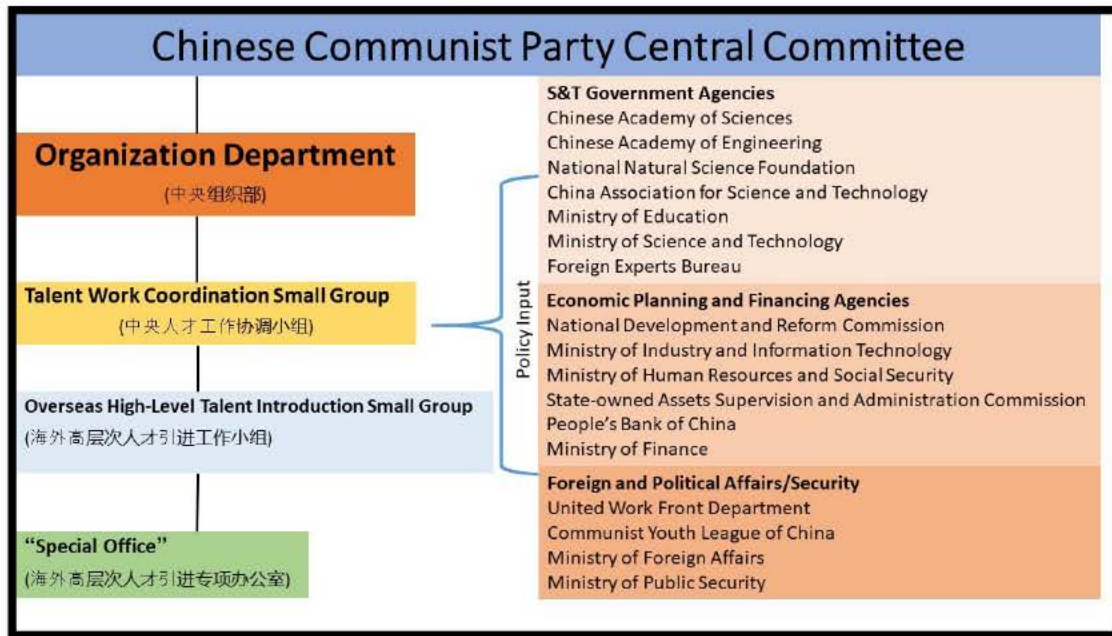 Chinese Communist Party Central Committee
Organization Department
(中央组织部)
Talent Work Coordination Small Group
(中央人才工作协调小组)
Overseas High-Level Talent Introduction Small Group
(海外高层次人才引进工作小组)
“Special Office”
(海外高层次人才引进专项办公室)
Policy Input
S&T Government Agencies
Chinese Academy of Sciences
Chinese Academy of Engineering
National Natural Science Foundation
China Association for Science and Technology
Ministry of Education
Ministry of Science and Technology
Foreign Experts Bureau
Economic Planning and Financing Agencies
National Development and Reform Commission
Ministry of Industry and Information Technology
Ministry of Human Resources and Social Security
State-owned Assets Supervision and Administration Commission
People’s Bank of China
Ministry of Finance
Foreign and Political Affairs/Security
United Work Front Department
Communist Youth League of China
Ministry of Foreign Affairs
Ministry of Public Security